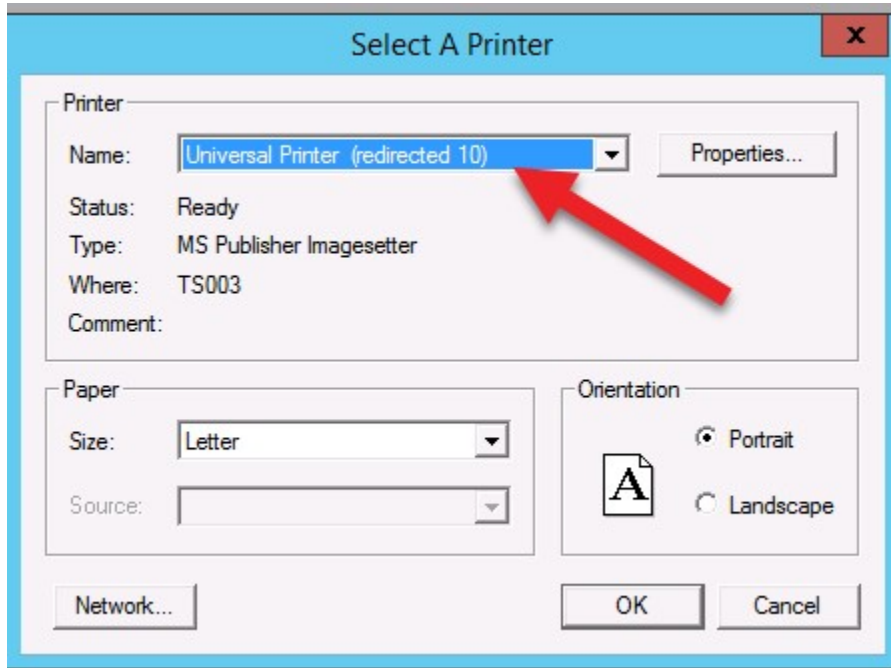 Select A Printer
x
Printer
Name: Universal Printer (redirected 10) Properties...
Status: Ready
Type: MS Publisher Imagesetter
Where: TS003
Comment:
Paper
Size: Letter
Source:
Orientation
A
Portrait
Landscape
Network... OK Cancel